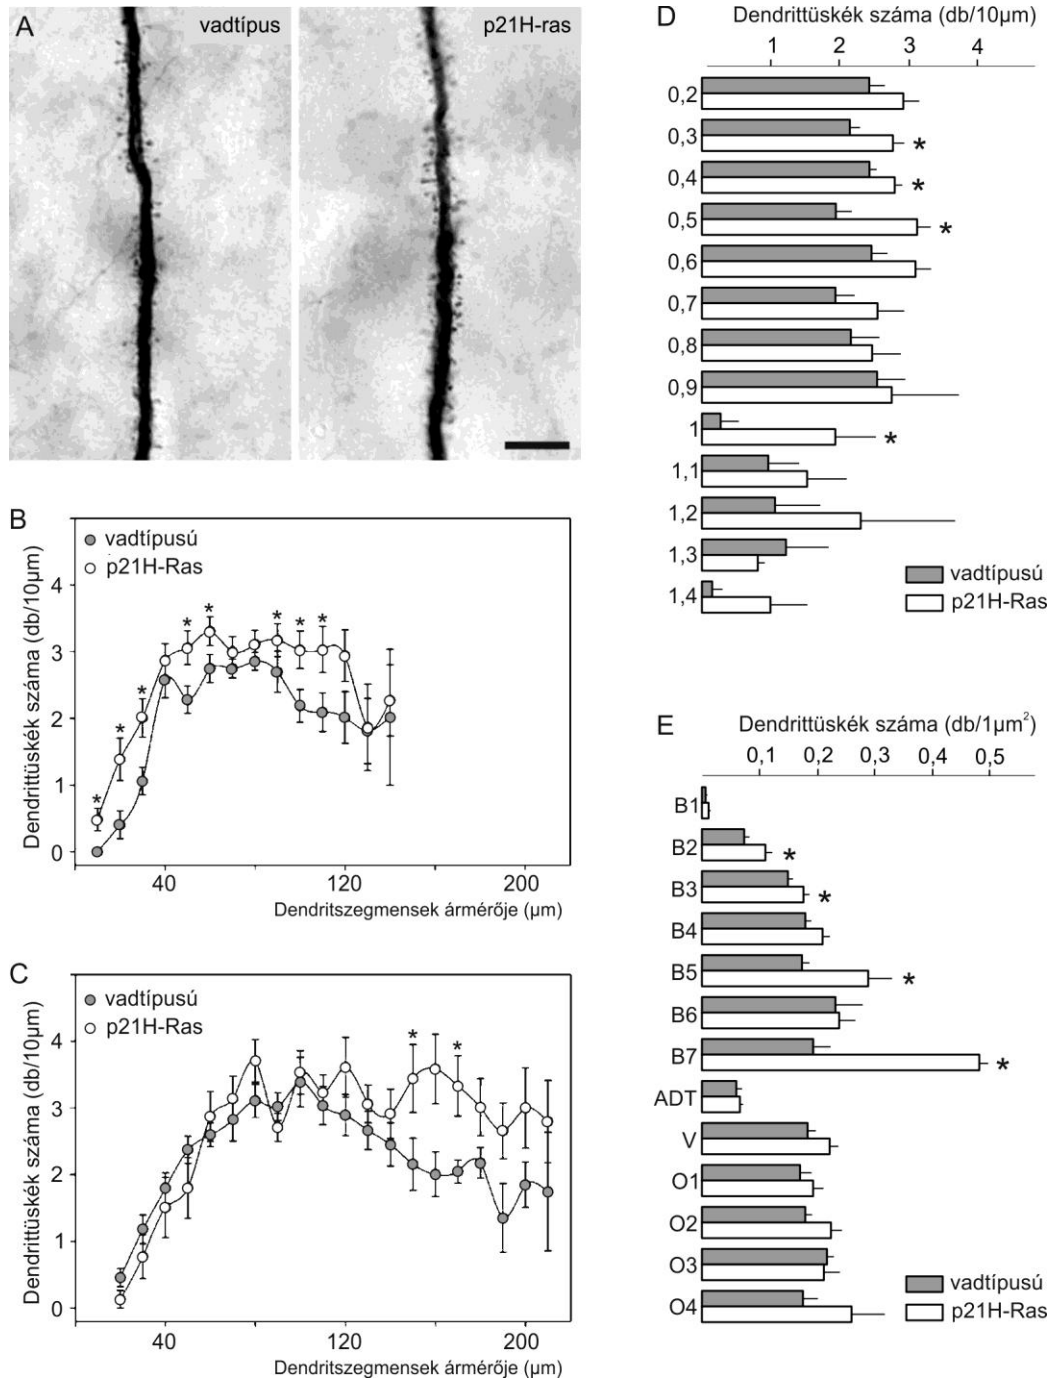 A
vadtípus
p21H-ras
B
vadtípusú
p21H-Ras
Dendrittüskék száma (db/10µm)
4
3
2
1
0
* * * * * * * *
40
120
200
Dendritszegmensek ármérője (µm)
C
vadtípusú
p21H-Ras
Dendrittüskék száma (db/10µm)
4
3
2
1
0
* *
40
120
200
Dendritszegmensek ármérője (µm)
D
Dendrittüskék száma (db/10µm)
1 2 3 4
0,2
0,3 *
0,4 *
0,5 *
0,6
0,7
0,8
0,9
1 *
1,1
1,2
1,3
1,4
vadtípusú
p21H-Ras
E
Dendrittüskék száma (db/1µm²)
0,1 0,2 0,3 0,4 0,5
B1
B2 *
B3 *
B4
B5 *
B6
B7 *
ADT
V
O1
O2
O3
O4
vadtípusú
p21H-Ras